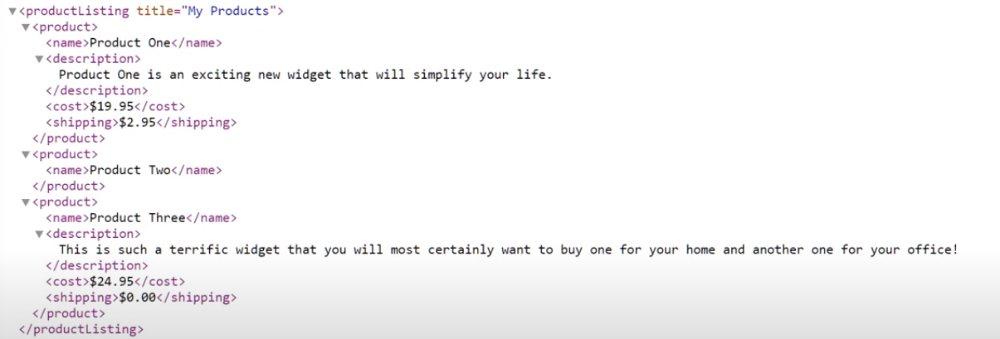 <productListing title="My Products">
<product>
<name>Product One</name>
<description>
Product One is an exciting new widget that will simplify your life.
</description>
<cost>$19.95</cost>
<shipping>$2.95</shipping>
</product>
<product>
<name>Product Two</name>
</product>
<product>
<name>Product Three</name>
<description>
This is such a terrific widget that you will most certainly want to buy one for your home and another one for your office!
</description>
<cost>$24.95</cost>
<shipping>$0.00</shipping>
</product>
</productListing>